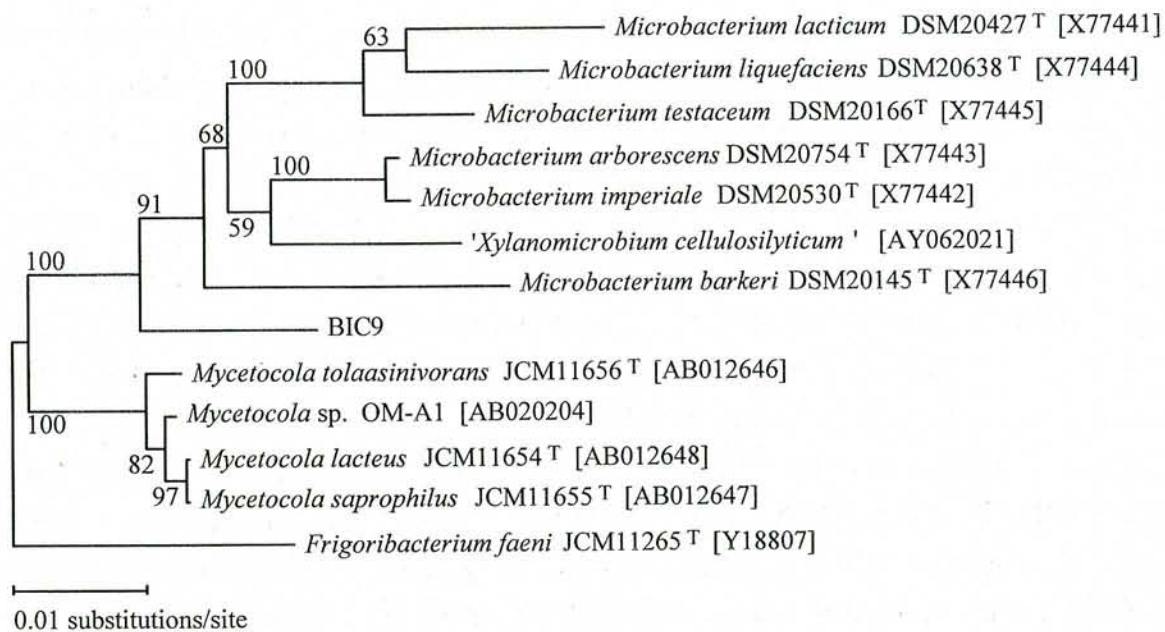 63
Microbacterium lacticum DSM20427 T [X77441]
Microbacterium liquefaciens DSM20638 T [X77444]
100
Microbacterium testaceum DSM20166 T [X77445]
68
Microbacterium arborescens DSM20754 T [X77443]
100
Microbacterium imperiale DSM20530 T [X77442]
91
59
'Xylanomicrobium cellulosilyticum ' [AY062021]
100
Microbacterium barkeri DSM20145 T [X77446]
BIC9
Mycetocola tolaasinivorans JCM11656 T [AB012646]
Mycetocola sp. OM-A1 [AB020204]
100
Mycetocola lacteus JCM11654 T [AB012648]
82
97
Mycetocola saprophilus JCM11655 T [AB012647]
Frigoribacterium faeni JCM11265 T [Y18807]
0.01 substitutions/site